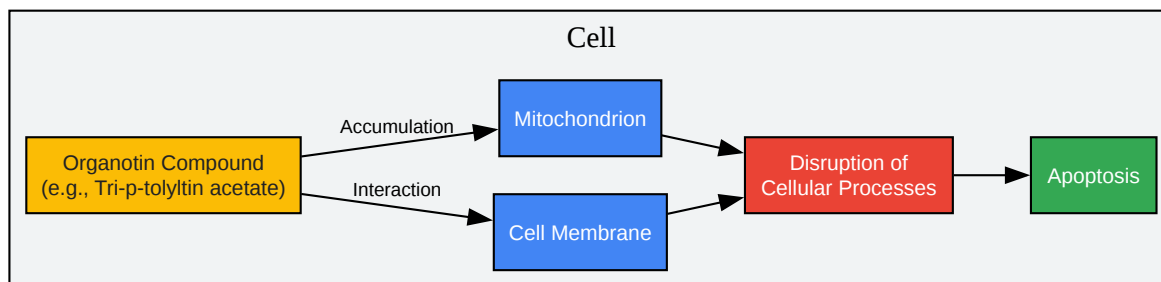 Cell
Organotin Compound
(e.g., Tri-p-tolyltin acetate)
Accumulation
Interaction
Mitochondrion
Cell Membrane
Disruption of
Cellular Processes
Apoptosis